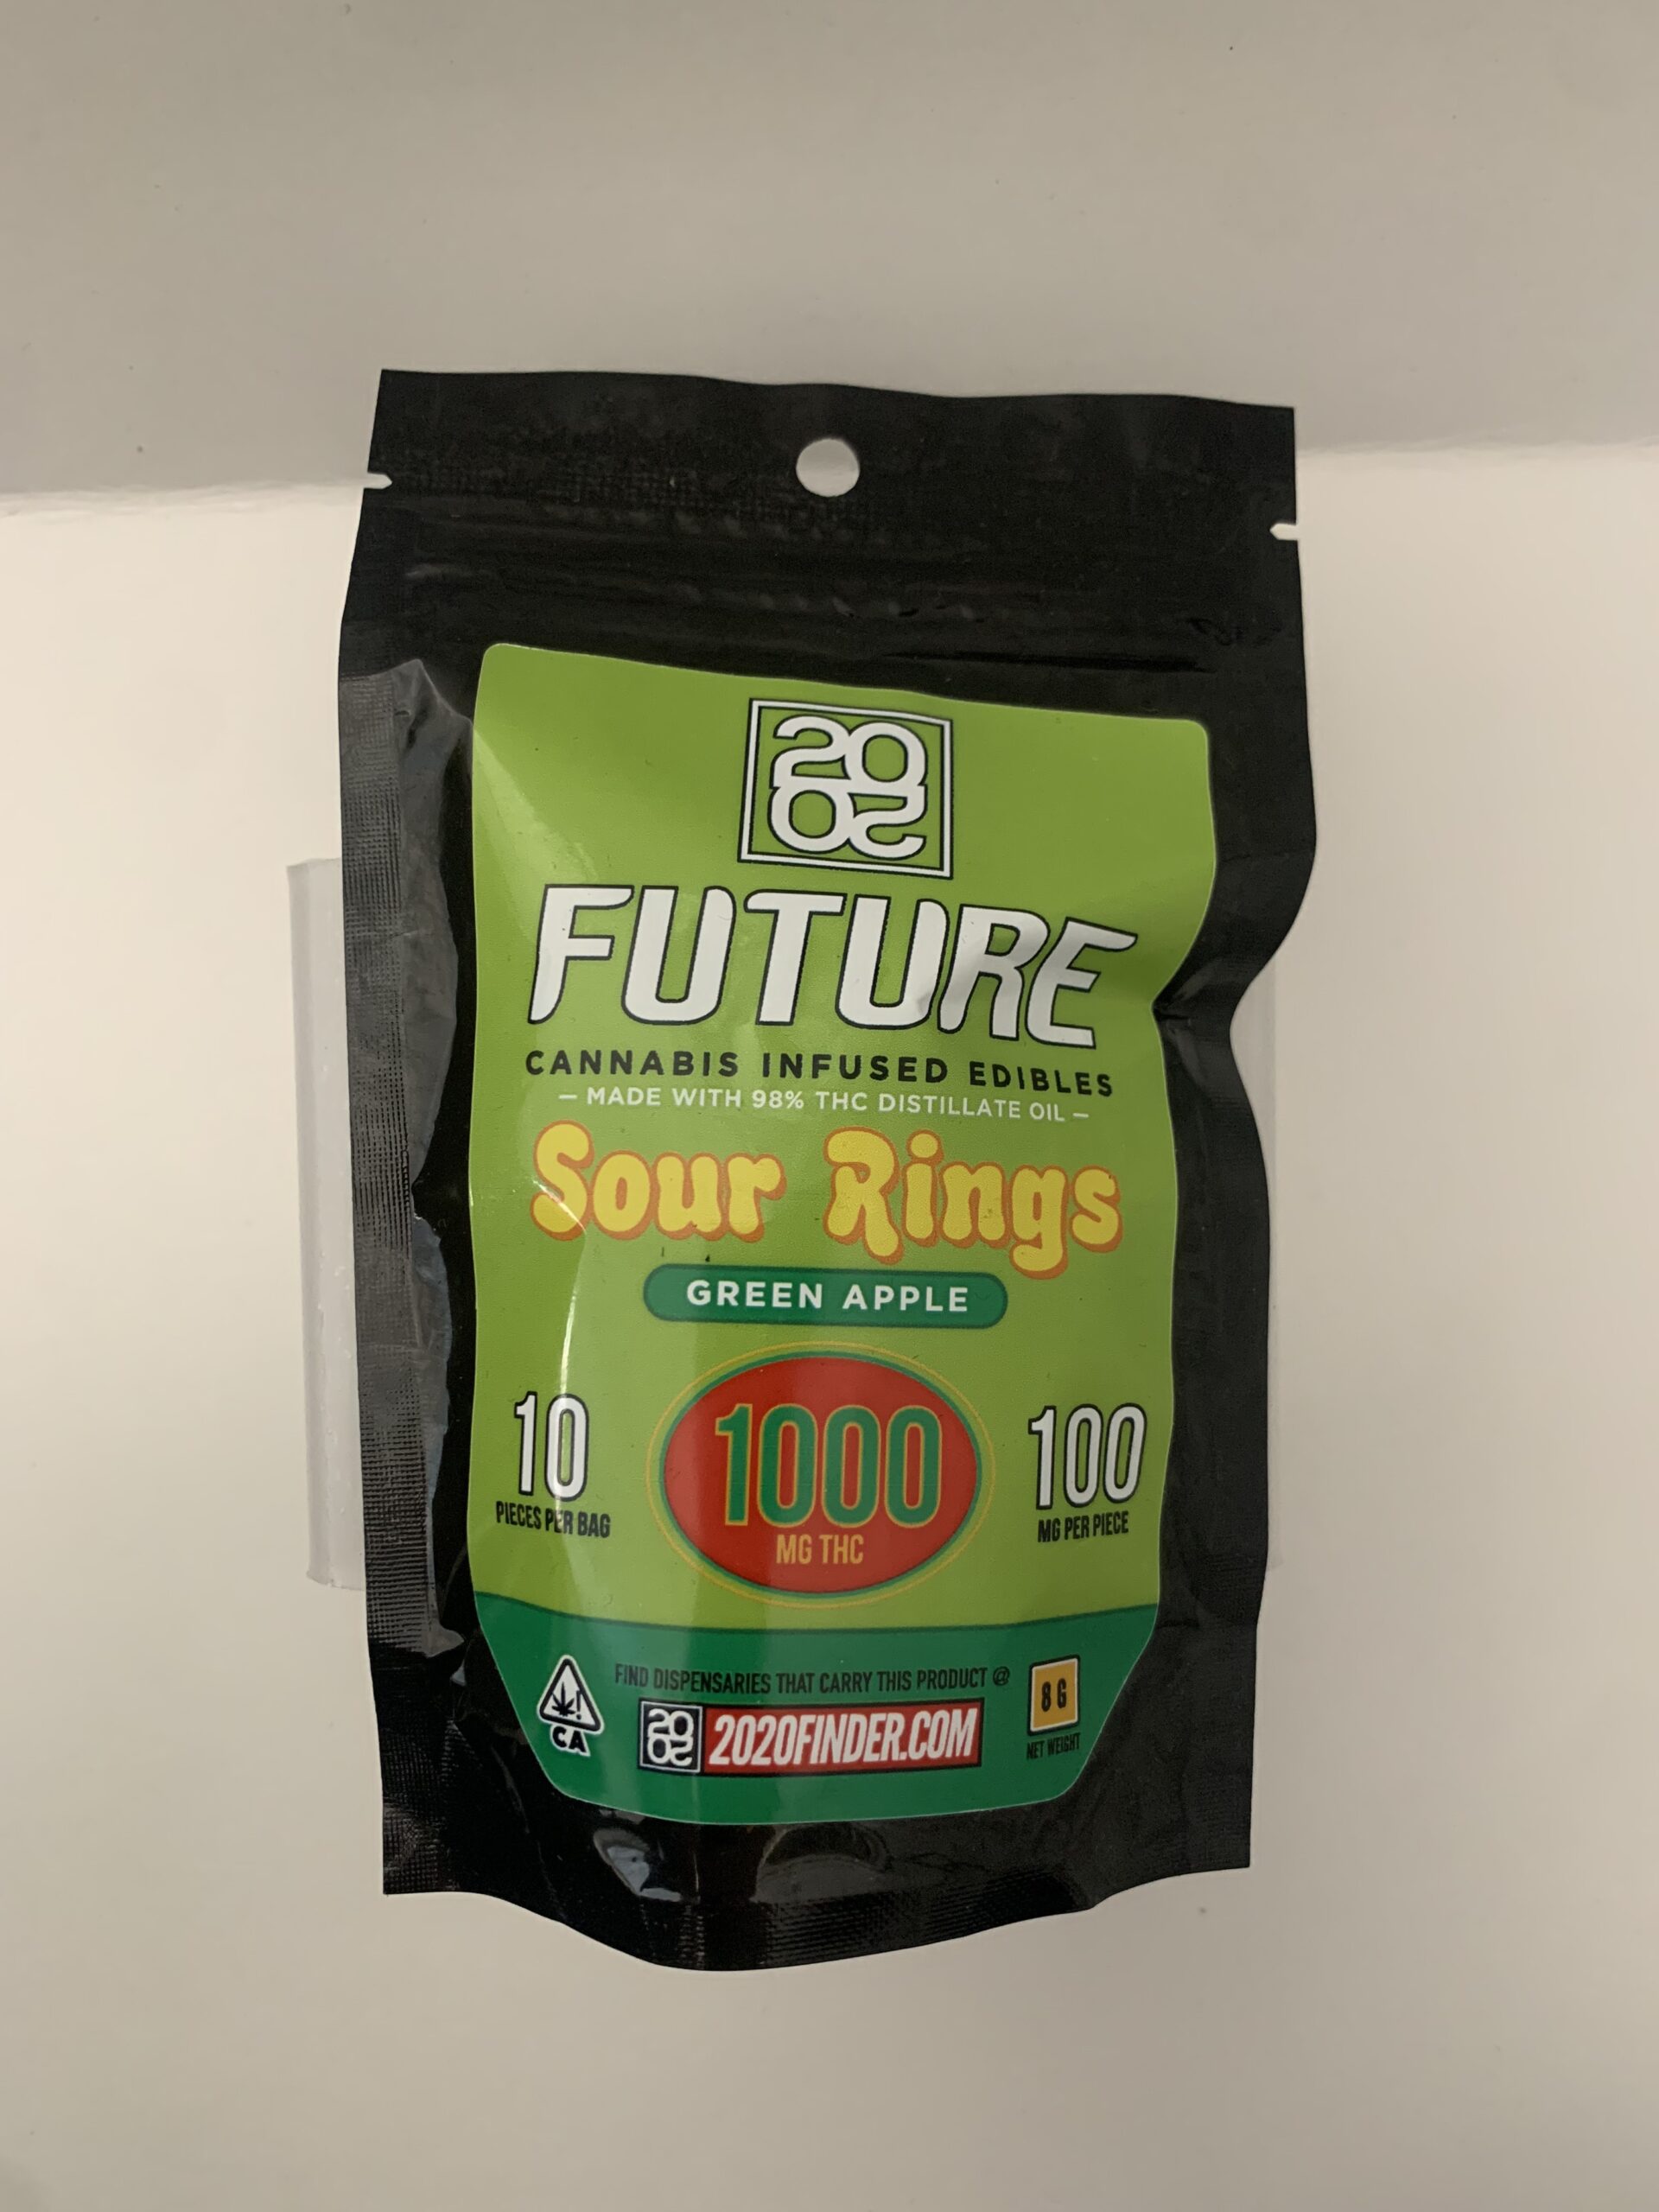 2020
FUTURE
CANNABIS INFUSED EDIBLES
— MADE WITH 98% THC DISTILLATE OIL —
Sour Rings
GREEN APPLE
10
PIECES PER BAG
1000
MG THC
100
MG PER PIECE
FIND DISPENSARIES THAT CARRY THIS PRODUCT @
2020 2020FINDER.COM
CA
8 G
NET WEIGHT